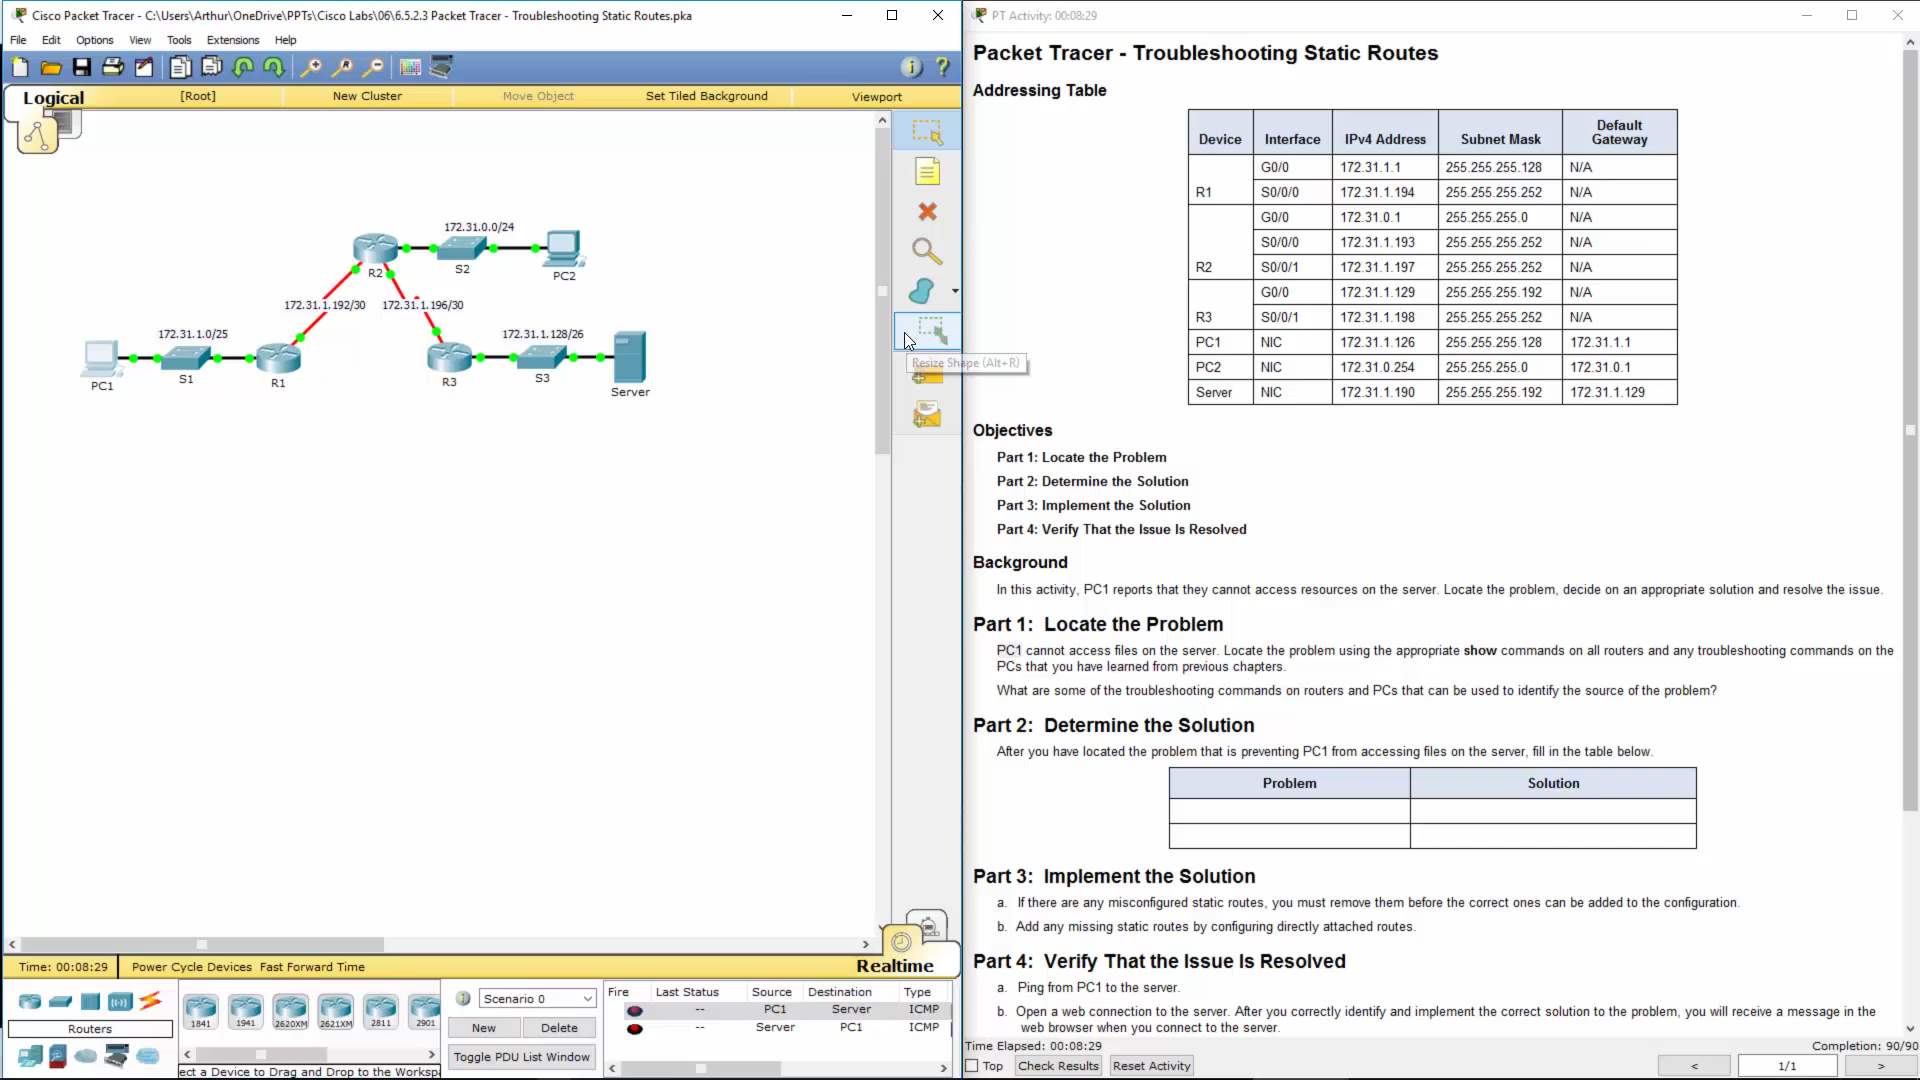 Cisco Packet Tracer - C:\Users\Arthur\OneDrive\PPTs\Cisco Labs\06\6.5.2.3 Packet Tracer - Troubleshooting Static Routes.pka
File Edit Options View Tools Extensions Help
Logical [Root] New Cluster Move Object Set Tiled Background Viewport
172.31.0.0/24
R2 S2 PC2
172.31.1.192/30 172.31.1.196/30
172.31.1.0/25 172.31.1.128/26
PC1 S1 R1 R3 S3 Server
Resize Shape (Alt+R)
Realtime
Time: 00:08:29 Power Cycle Devices Fast Forward Time
Routers
1841 1941 2620XM 2621XM 2811 2901
ect a Device to Drag and Drop to the Workspa
Scenario 0
New Delete
Toggle PDU List Window
Fire Last Status Source Destination Type
-- PC1 Server ICMP
-- Server PC1 ICMP
PT Activity: 00:08:29
Packet Tracer - Troubleshooting Static Routes
Addressing Table
Device Interface IPv4 Address Subnet Mask Default Gateway
R1 G0/0 172.31.1.1 255.255.255.128 N/A
S0/0/0 172.31.1.194 255.255.255.252 N/A
R2 G0/0 172.31.0.1 255.255.255.0 N/A
S0/0/0 172.31.1.193 255.255.255.252 N/A
S0/0/1 172.31.1.197 255.255.255.252 N/A
R3 G0/0 172.31.1.129 255.255.255.192 N/A
S0/0/1 172.31.1.198 255.255.255.252 N/A
PC1 NIC 172.31.1.126 255.255.255.128 172.31.1.1
PC2 NIC 172.31.0.254 255.255.255.0 172.31.0.1
Server NIC 172.31.1.190 255.255.255.192 172.31.1.129
Objectives
Part 1: Locate the Problem
Part 2: Determine the Solution
Part 3: Implement the Solution
Part 4: Verify That the Issue Is Resolved
Background
In this activity, PC1 reports that they cannot access resources on the server. Locate the problem, decide on an appropriate solution and resolve the issue.
Part 1: Locate the Problem
PC1 cannot access files on the server. Locate the problem using the appropriate show commands on all routers and any troubleshooting commands on the
PCs that you have learned from previous chapters.
What are some of the troubleshooting commands on routers and PCs that can be used to identify the source of the problem?
Part 2: Determine the Solution
After you have located the problem that is preventing PC1 from accessing files on the server, fill in the table below.
Problem Solution
Part 3: Implement the Solution
a. If there are any misconfigured static routes, you must remove them before the correct ones can be added to the configuration.
b. Add any missing static routes by configuring directly attached routes.
Part 4: Verify That the Issue Is Resolved
a. Ping from PC1 to the server.
b. Open a web connection to the server. After you correctly identify and implement the correct solution to the problem, you will receive a message in the
web browser when you connect to the server.
Time Elapsed: 00:08:29 Completion: 90/90
Top Check Results Reset Activity < 1/1 >